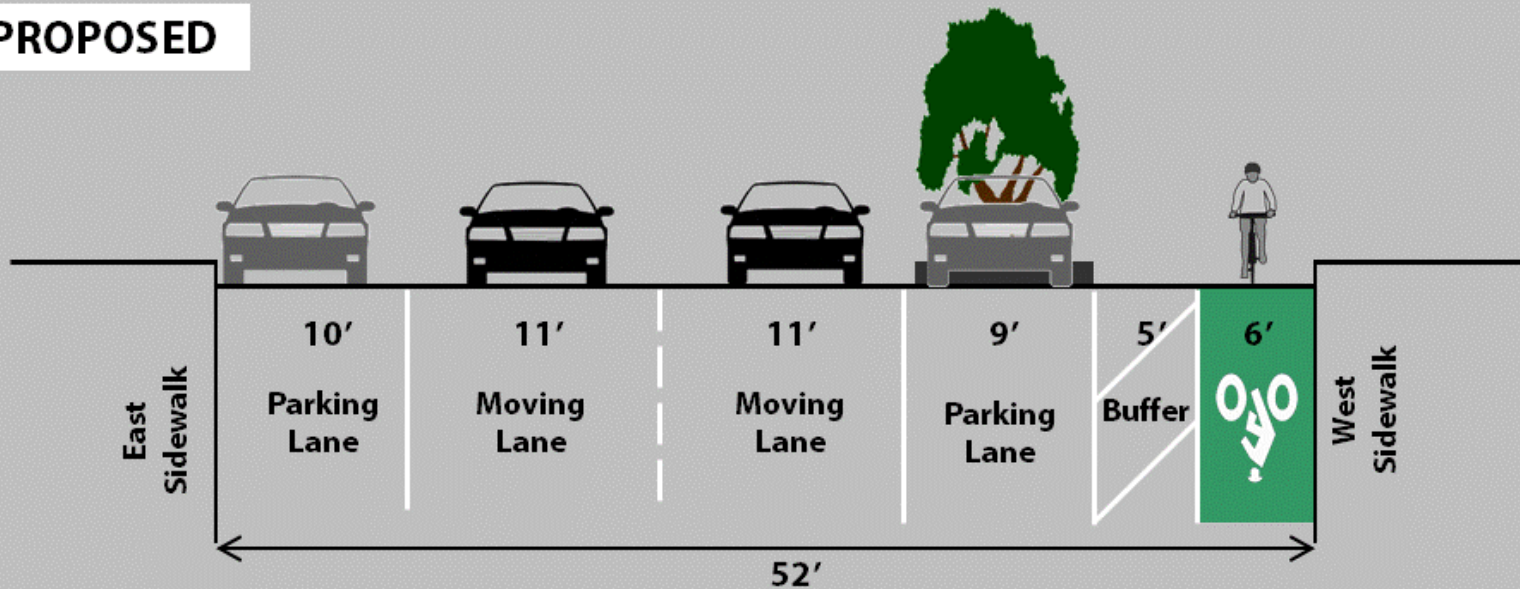 PROPOSED
10’
11’
11’
9’
5’
6’
Parking
Lane
Moving
Lane
Moving
Lane
Parking
Lane
Buffer
East
Sidewalk
West
Sidewalk
52’